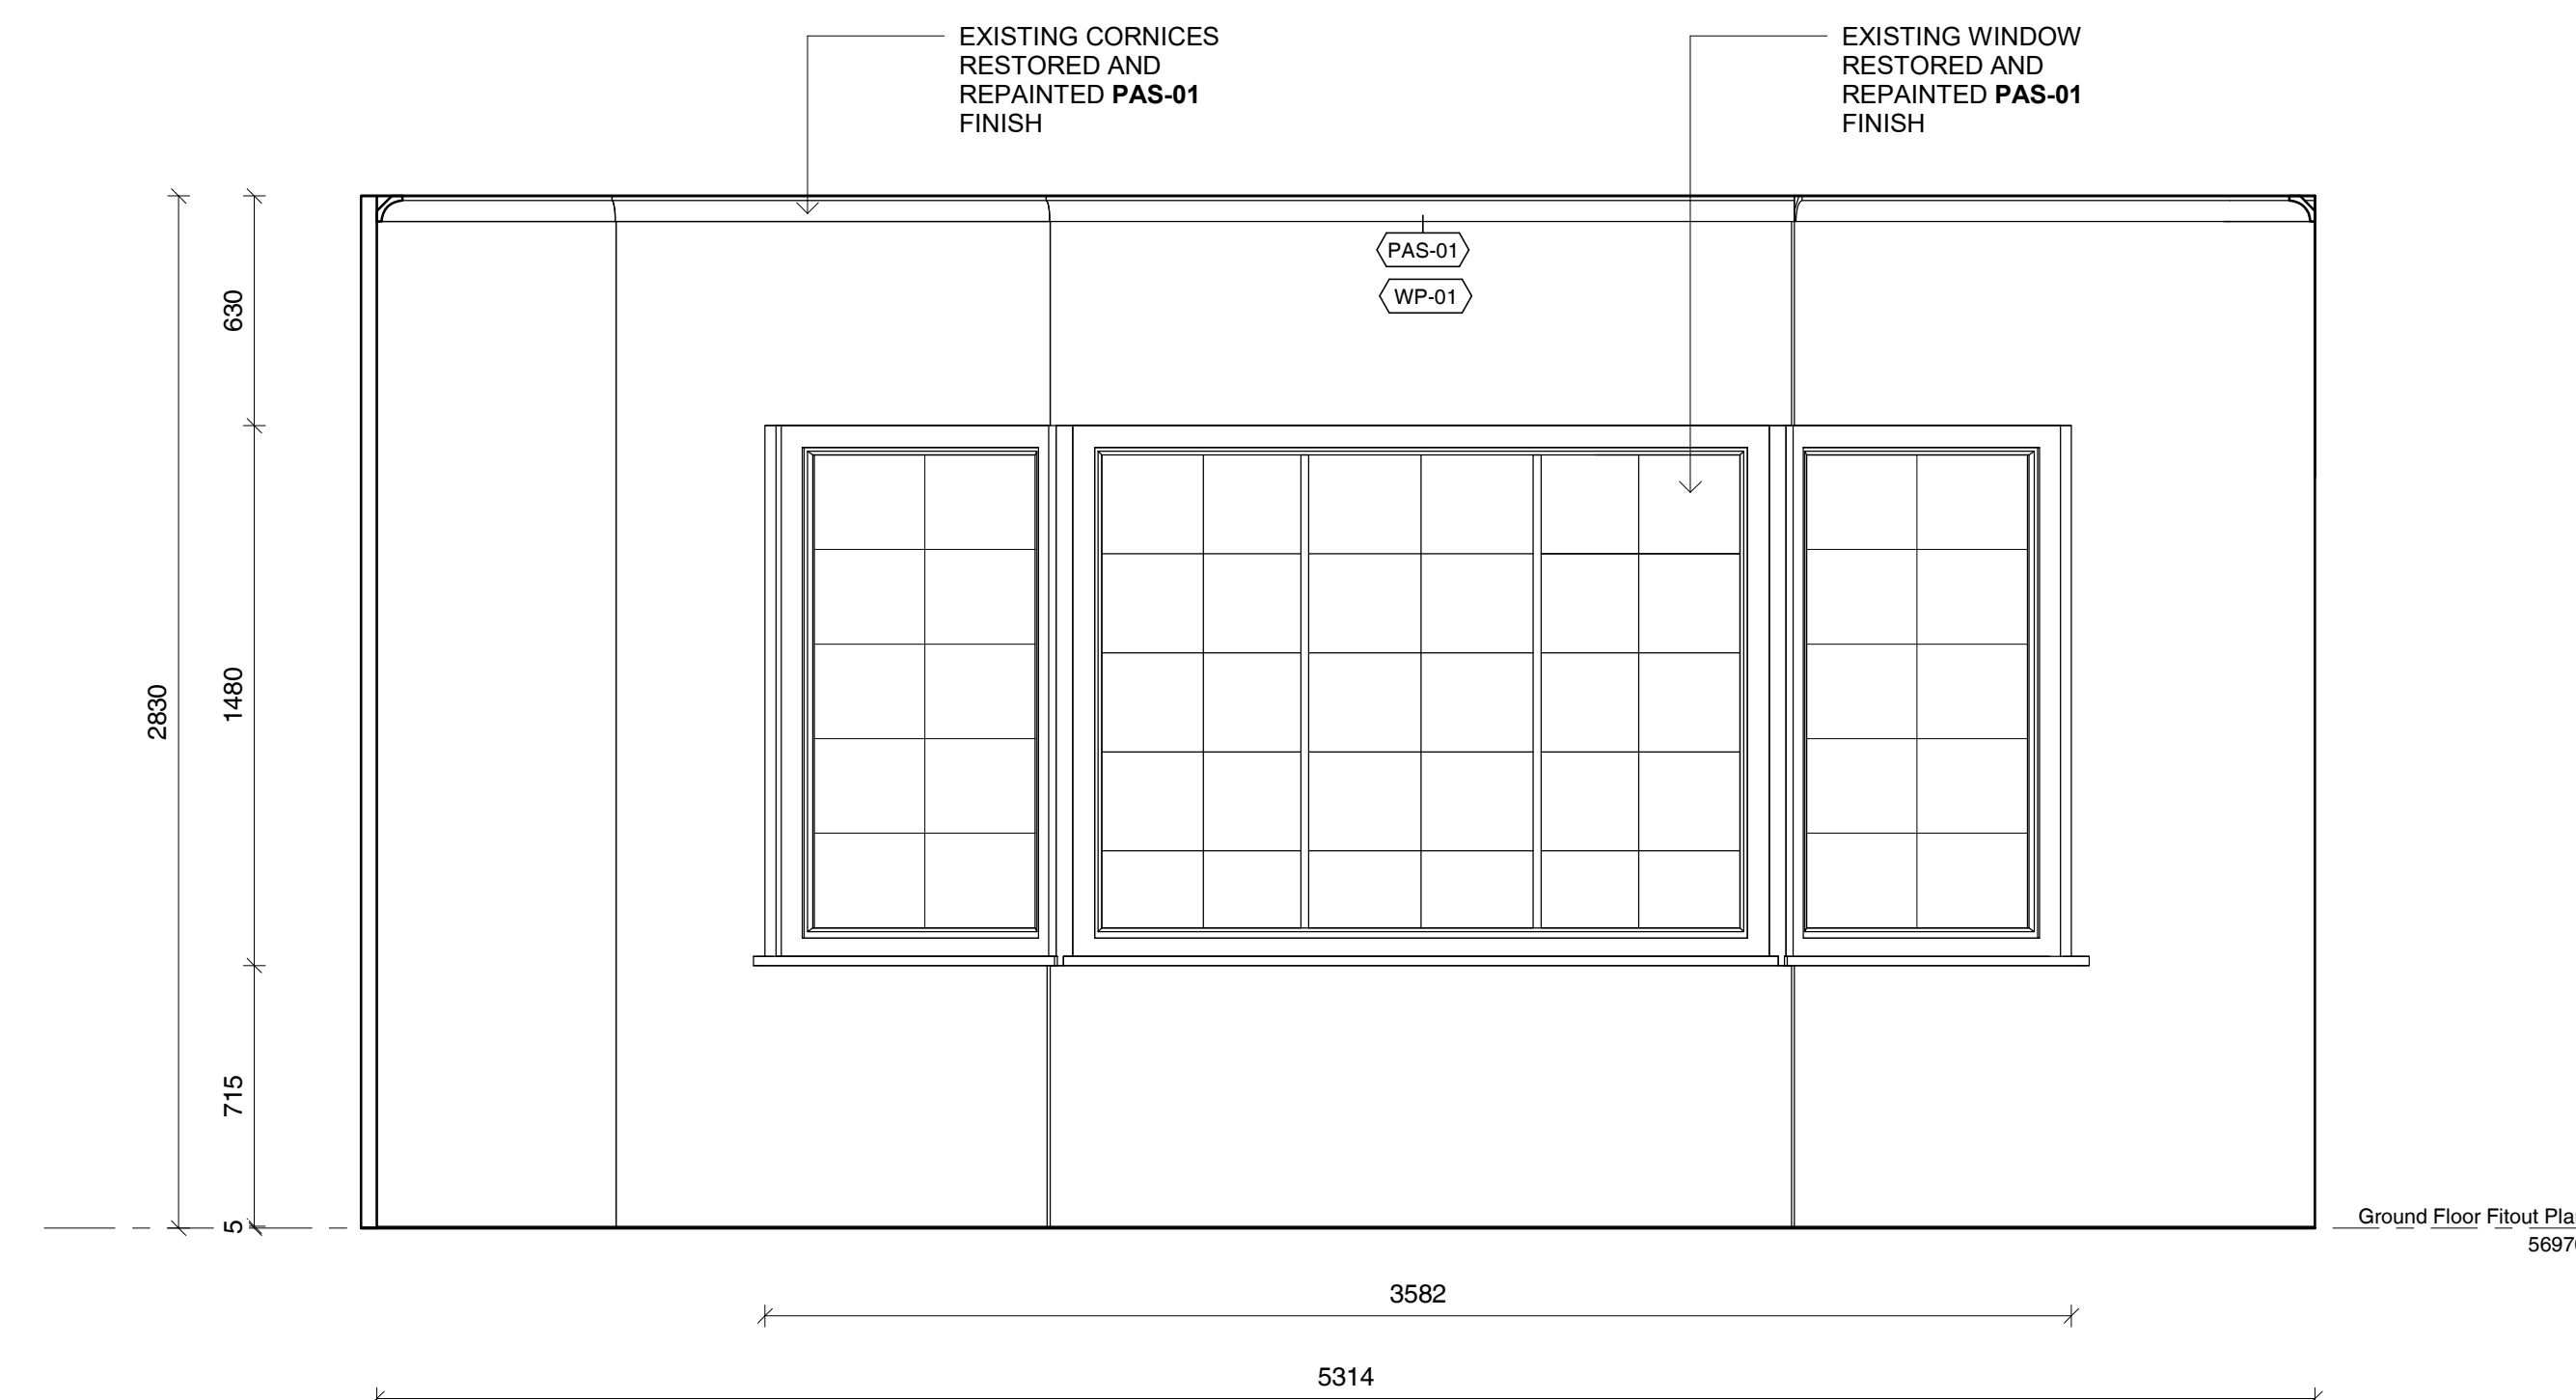 EXISTING CORNICES
RESTORED AND
REPAINTED PAS-01
FINISH
EXISTING WINDOW
RESTORED AND
REPAINTED PAS-01
FINISH
PAS-01
WP-01
2830
630
1480
715
5
Ground Floor Fitout
3582
5314